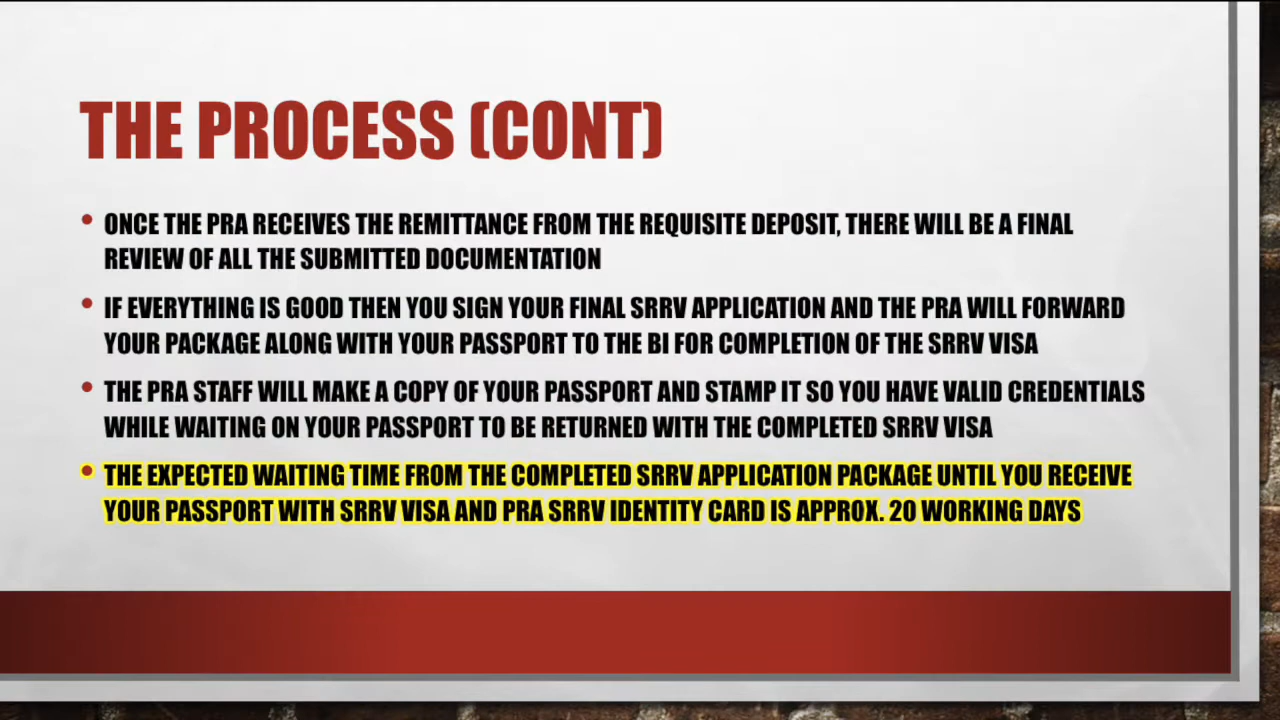 THE PROCESS (CONT)
• ONCE THE PRA RECEIVES THE REMITTANCE FROM THE REQUISITE DEPOSIT, THERE WILL BE A FINAL
REVIEW OF ALL THE SUBMITTED DOCUMENTATION
• IF EVERYTHING IS GOOD THEN YOU SIGN YOUR FINAL SRRV APPLICATION AND THE PRA WILL FORWARD
YOUR PACKAGE ALONG WITH YOUR PASSPORT TO THE BI FOR COMPLETION OF THE SRRV VISA
• THE PRA STAFF WILL MAKE A COPY OF YOUR PASSPORT AND STAMP IT SO YOU HAVE VALID CREDENTIALS
WHILE WAITING ON YOUR PASSPORT TO BE RETURNED WITH THE COMPLETED SRRV VISA
• THE EXPECTED WAITING TIME FROM THE COMPLETED SRRV APPLICATION PACKAGE UNTIL YOU RECEIVE
YOUR PASSPORT WITH SRRV VISA AND PRA SRRV IDENTITY CARD IS APPROX. 20 WORKING DAYS